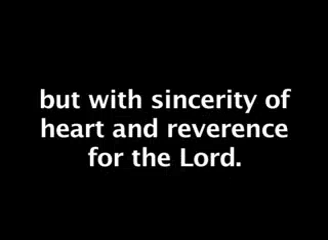 but with sincerity of
heart and reverence
for the Lord.